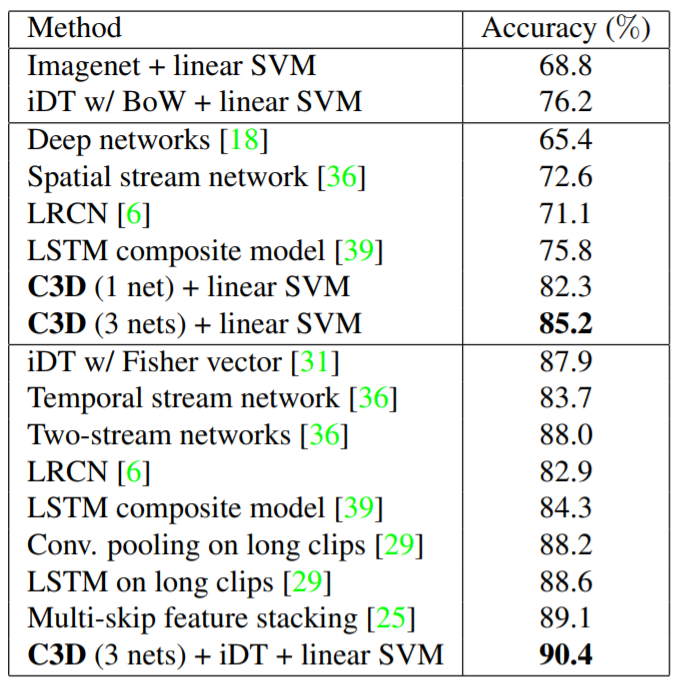 Method Accuracy (%)
Imagenet + linear SVM 68.8
iDT w/ BoW + linear SVM 76.2
Deep networks [18] 65.4
Spatial stream network [36] 72.6
LRCN [6] 71.1
LSTM composite model [39] 75.8
C3D (1 net) + linear SVM 82.3
C3D (3 nets) + linear SVM 85.2
iDT w/ Fisher vector [31] 87.9
Temporal stream network [36] 83.7
Two-stream networks [36] 88.0
LRCN [6] 82.9
LSTM composite model [39] 84.3
Conv. pooling on long clips [29] 88.2
LSTM on long clips [29] 88.6
Multi-skip feature stacking [25] 89.1
C3D (3 nets) + iDT + linear SVM 90.4